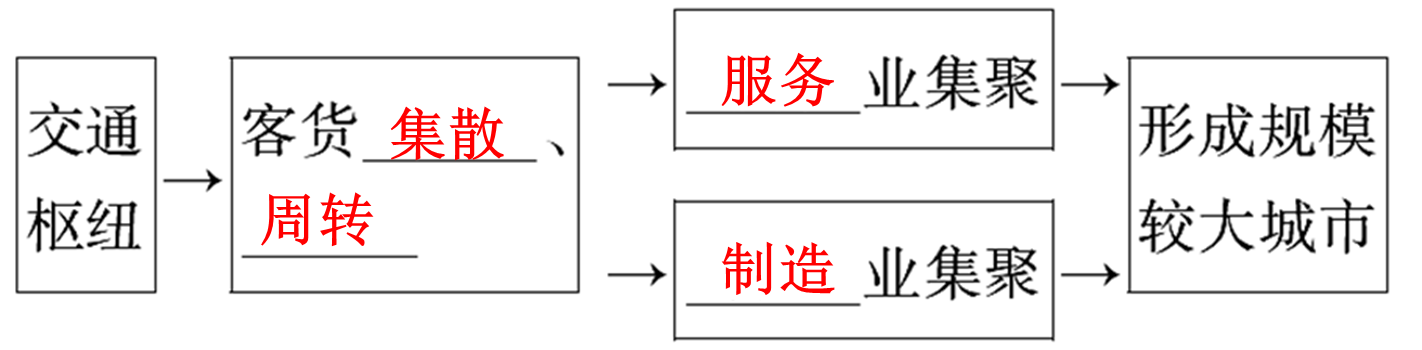 交通
枢纽
客货集散、
周转
服务业集聚
制造业集聚
形成规模
较大城市